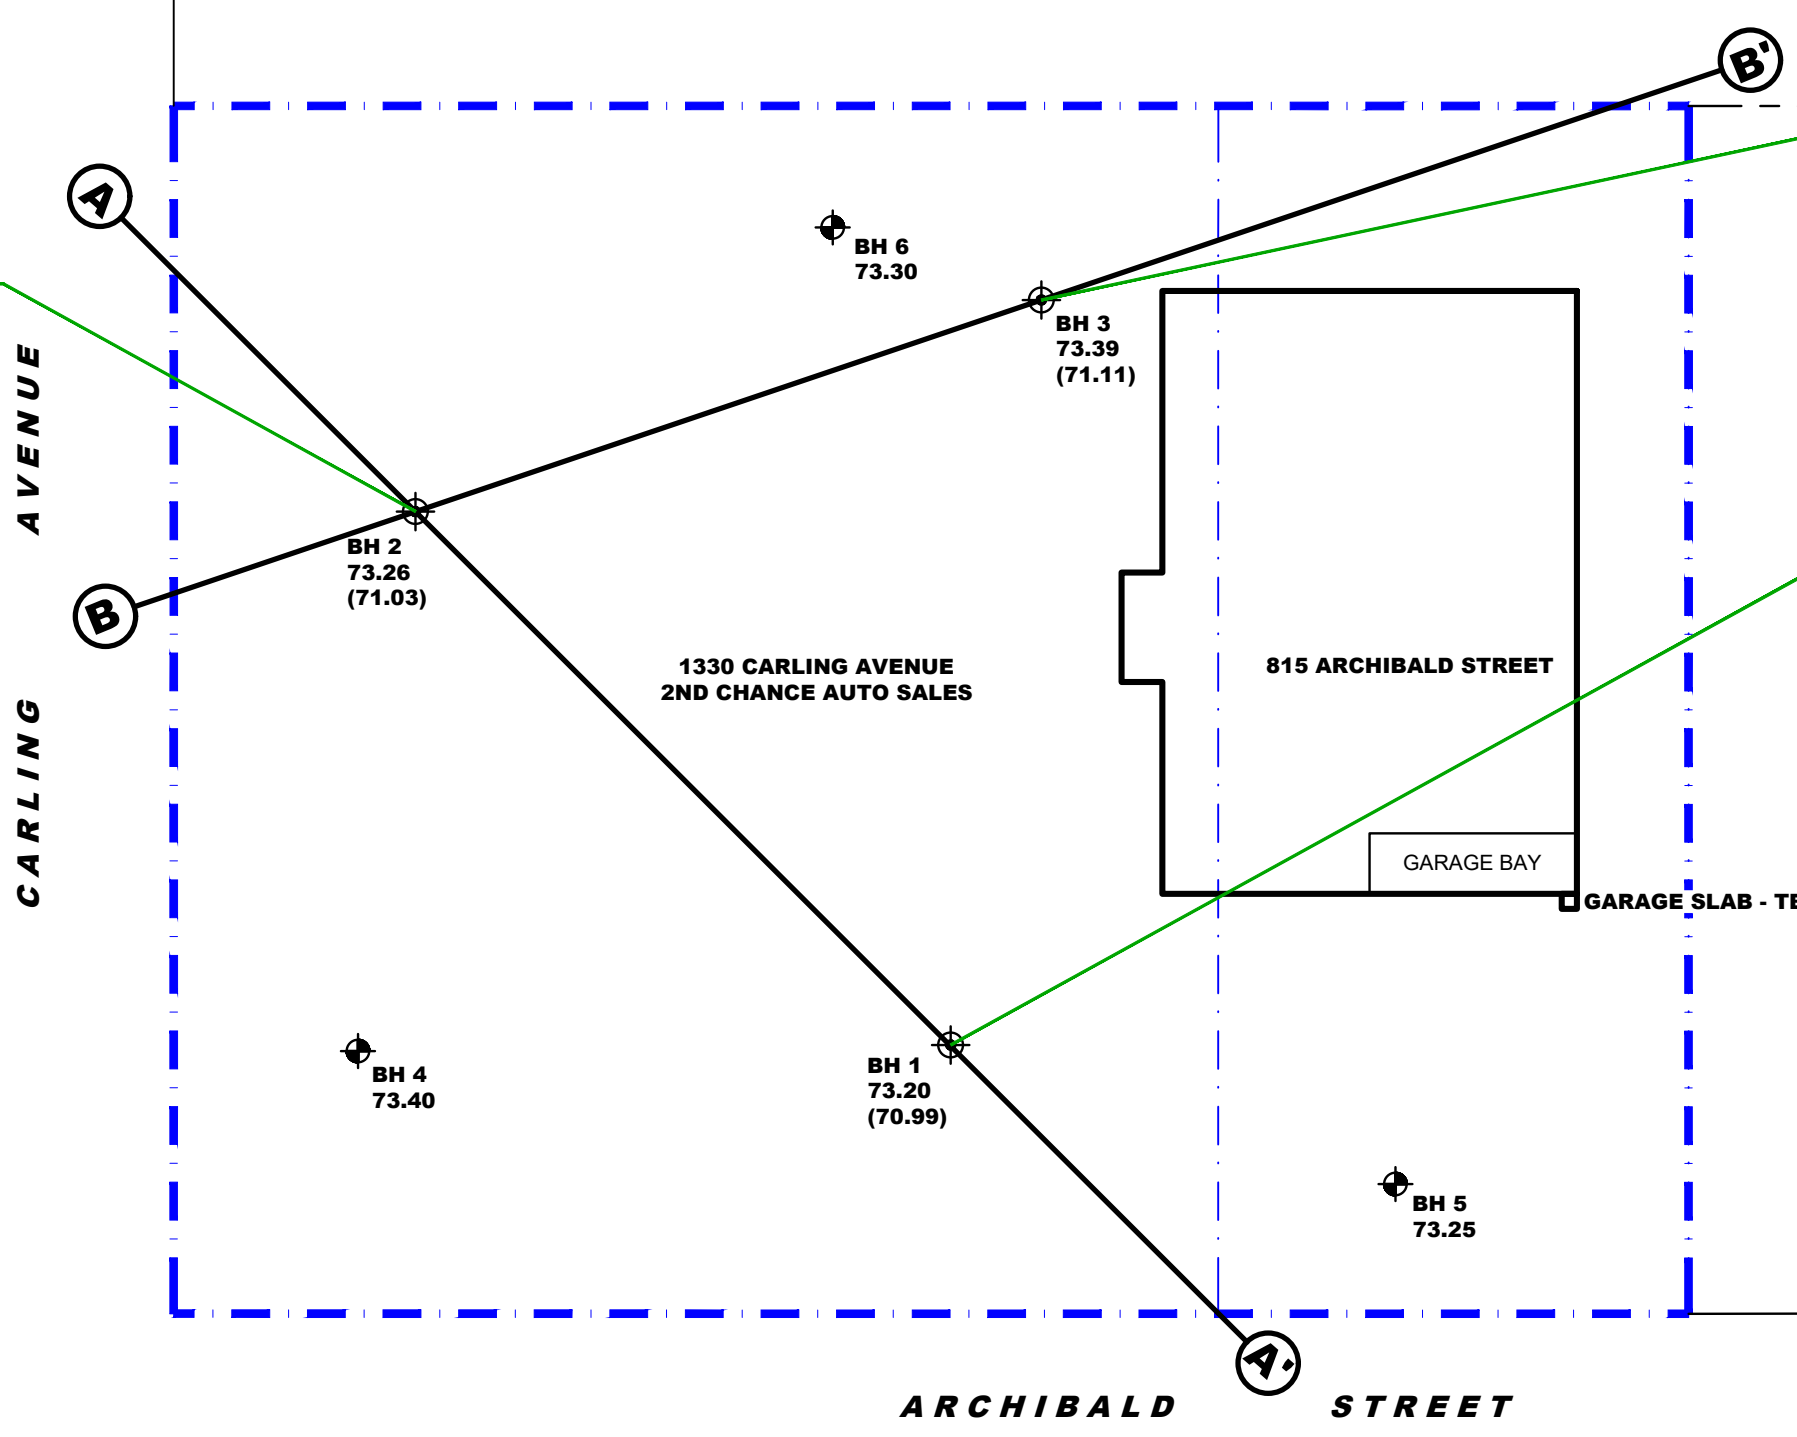 B'
A
BH 6
73.30
BH 3
73.39
(71.11)
AVENUE
BH 2
73.26
(71.03)
B
1330 CARLING AVENUE
2ND CHANCE AUTO SALES
815 ARCHIBALD STREET
CARLING
GARAGE BAY
GARAGE SLAB - TE
BH 1
73.20
(70.99)
BH 4
73.40
BH 5
73.25
A'
ARCHIBALD STREET